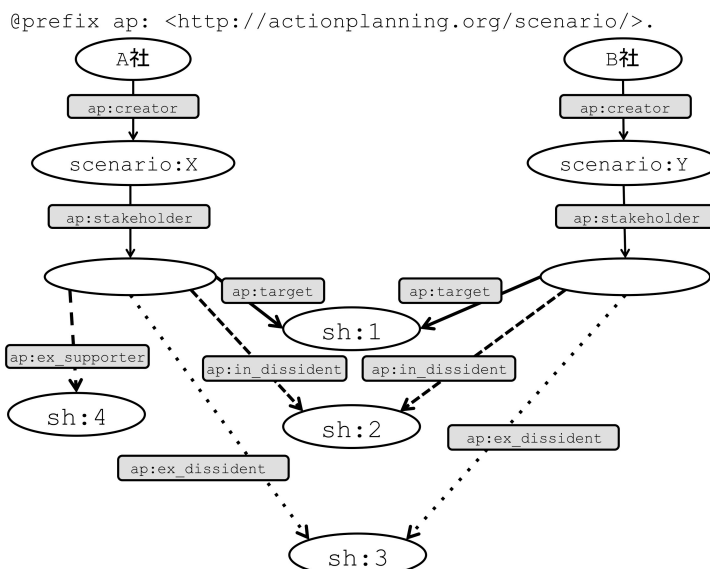 @prefix ap: <http://actionplanning.org/scenario/>.
A社
B社
ap:creator
ap:creator
scenario:X
scenario:Y
ap:stakeholder
ap:stakeholder
ap:target
ap:target
sh:1
ap:ex_supporter
ap:in_dissident
ap:in_dissident
sh:4
sh:2
ap:ex_dissident
ap:ex_dissident
sh:3